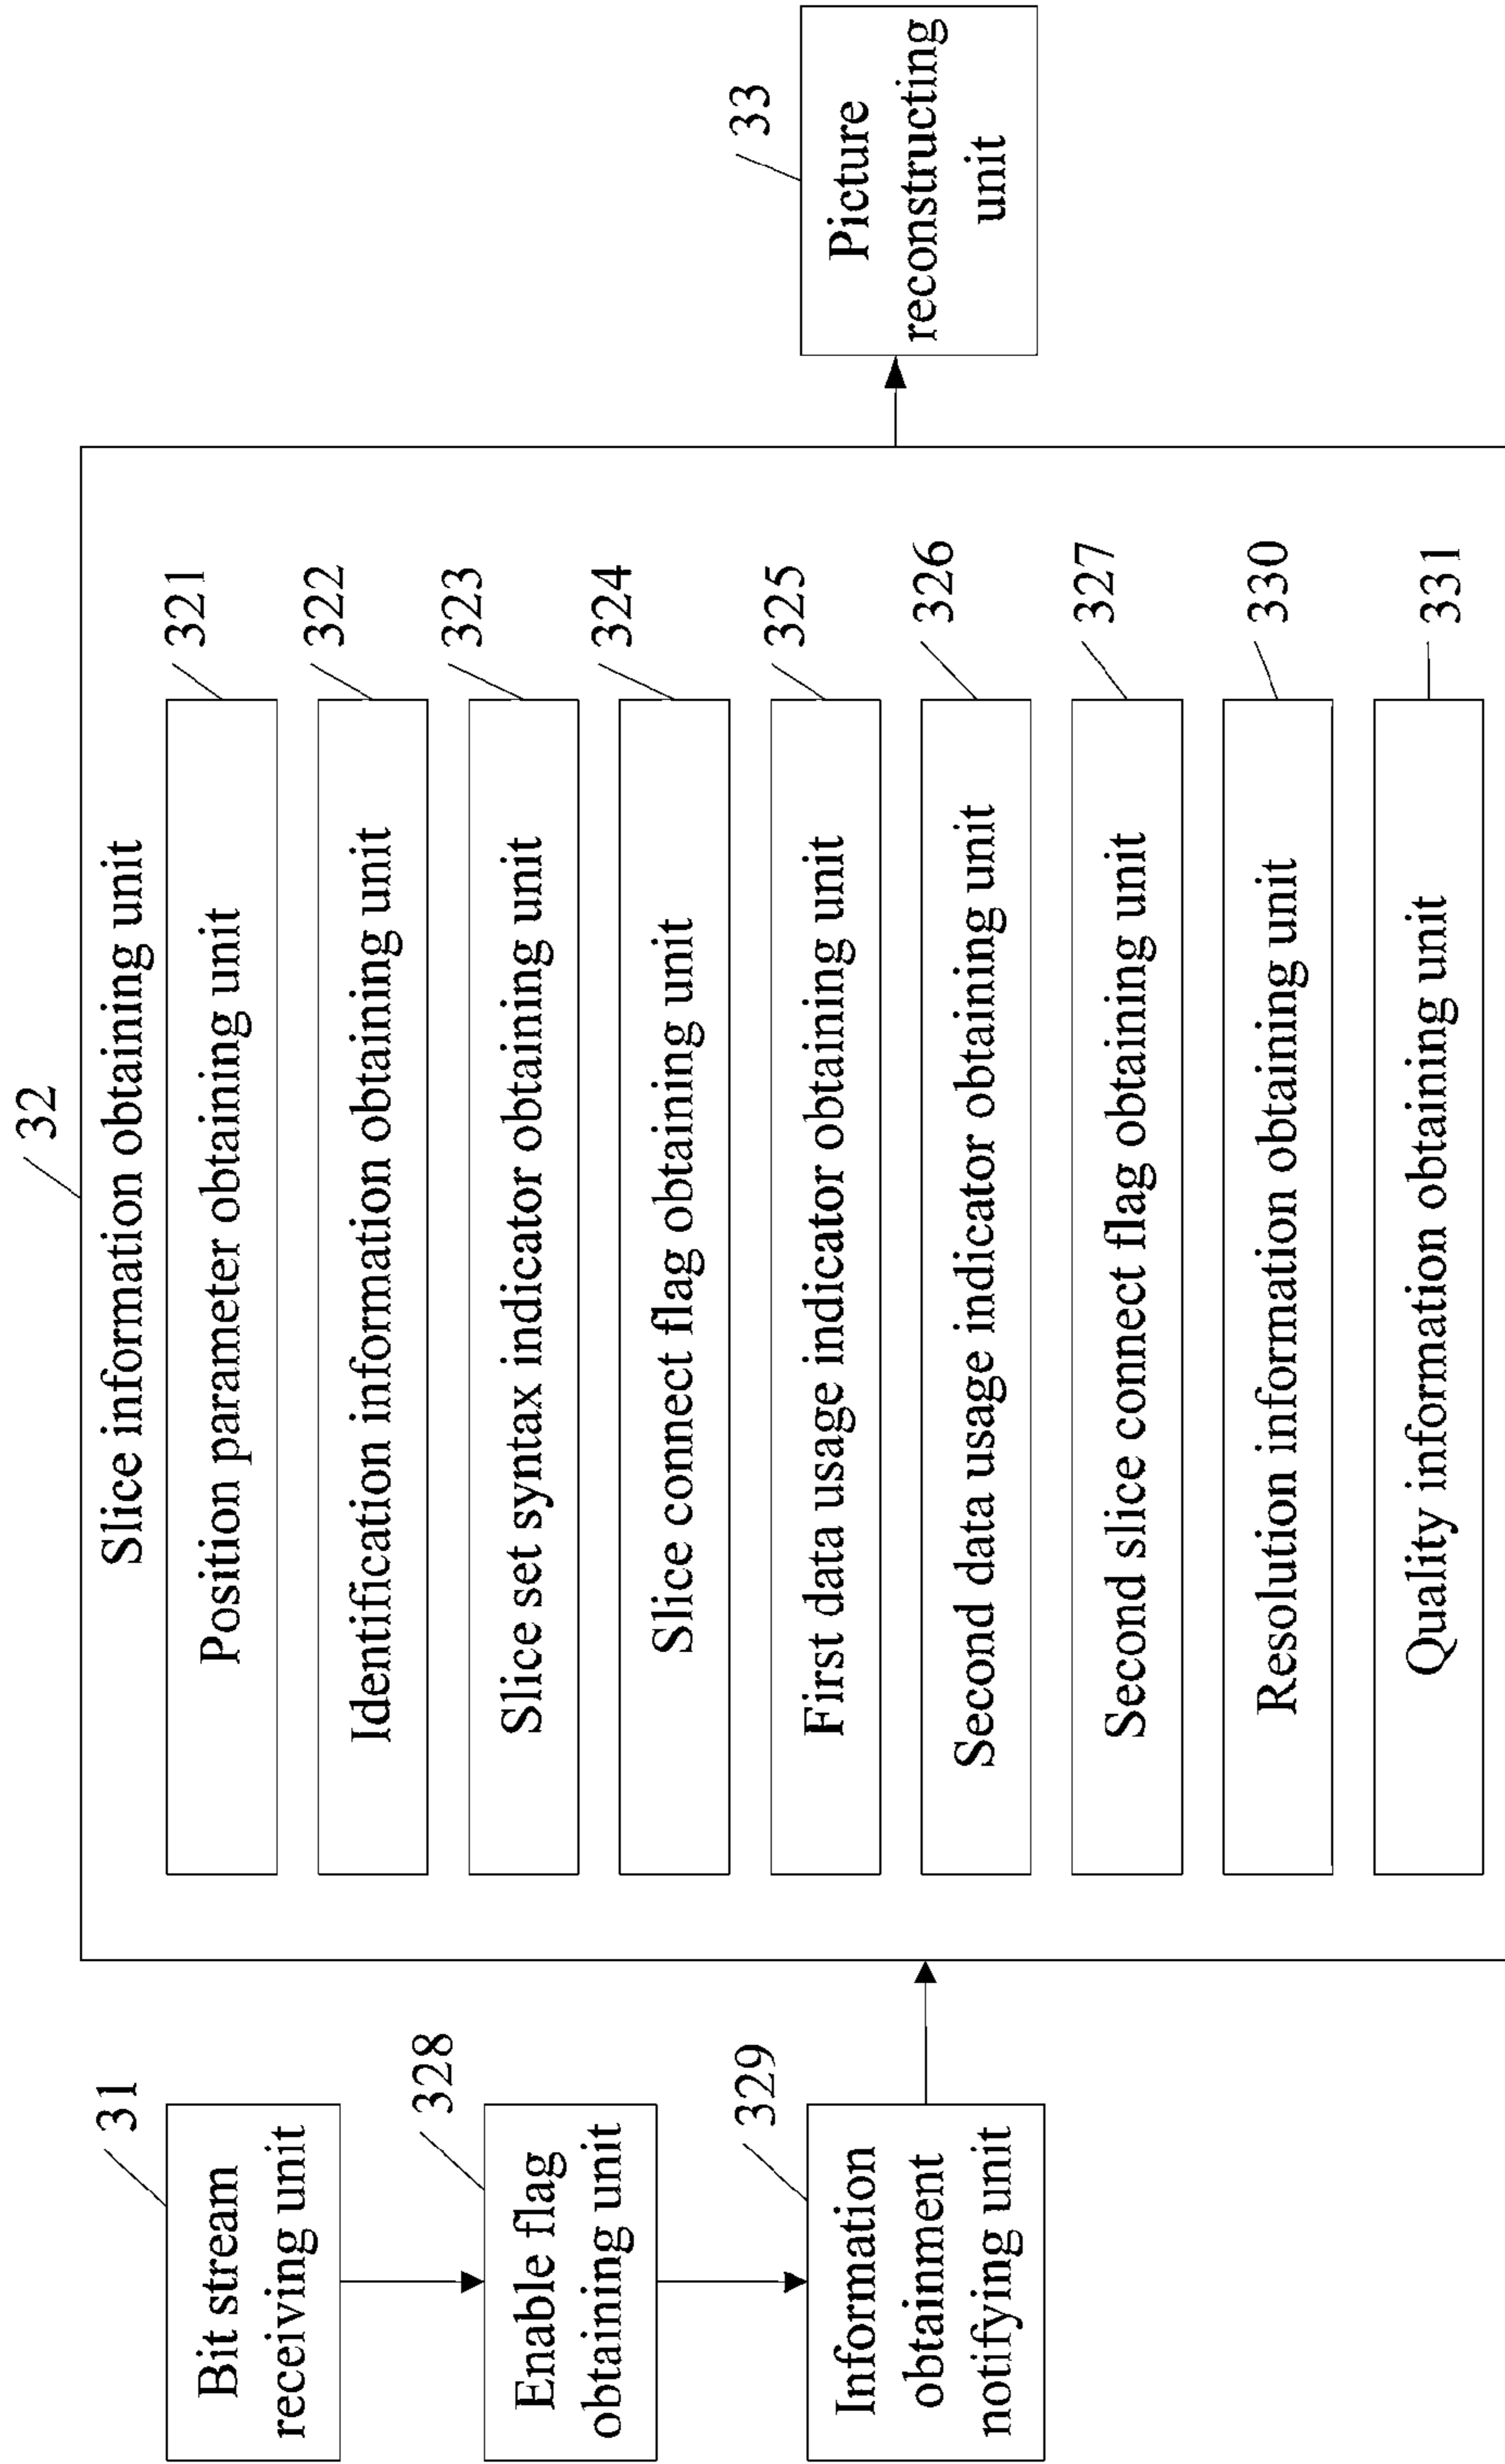 31
Bit stream
receiving unit
328
Enable flag
obtaining unit
329
Information
obtainment
notifying unit
32
Slice information obtaining unit
Position parameter obtaining unit
321
Identification information obtaining unit
322
Slice set syntax indicator obtaining unit
323
Slice connect flag obtaining unit
324
First data usage indicator obtaining unit
325
Second data usage indicator obtaining unit
326
Second slice connect flag obtaining unit
327
Resolution information obtaining unit
330
Quality information obtaining unit
331
33
Picture
reconstructing
unit